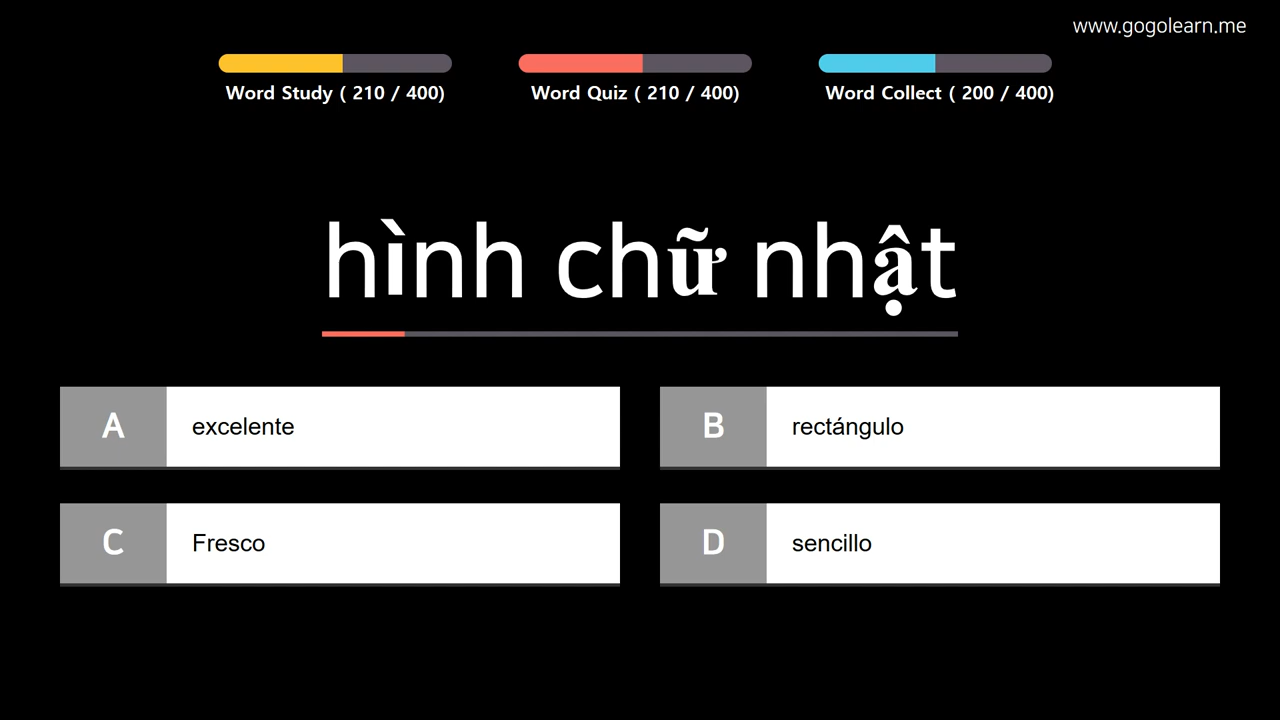 www.gogolearn.me
Word Study ( 210 / 400)
Word Quiz ( 210 / 400)
Word Collect ( 200 / 400)
hình chữ nhật
A excelente
B rectángulo
C Fresco
D sencillo